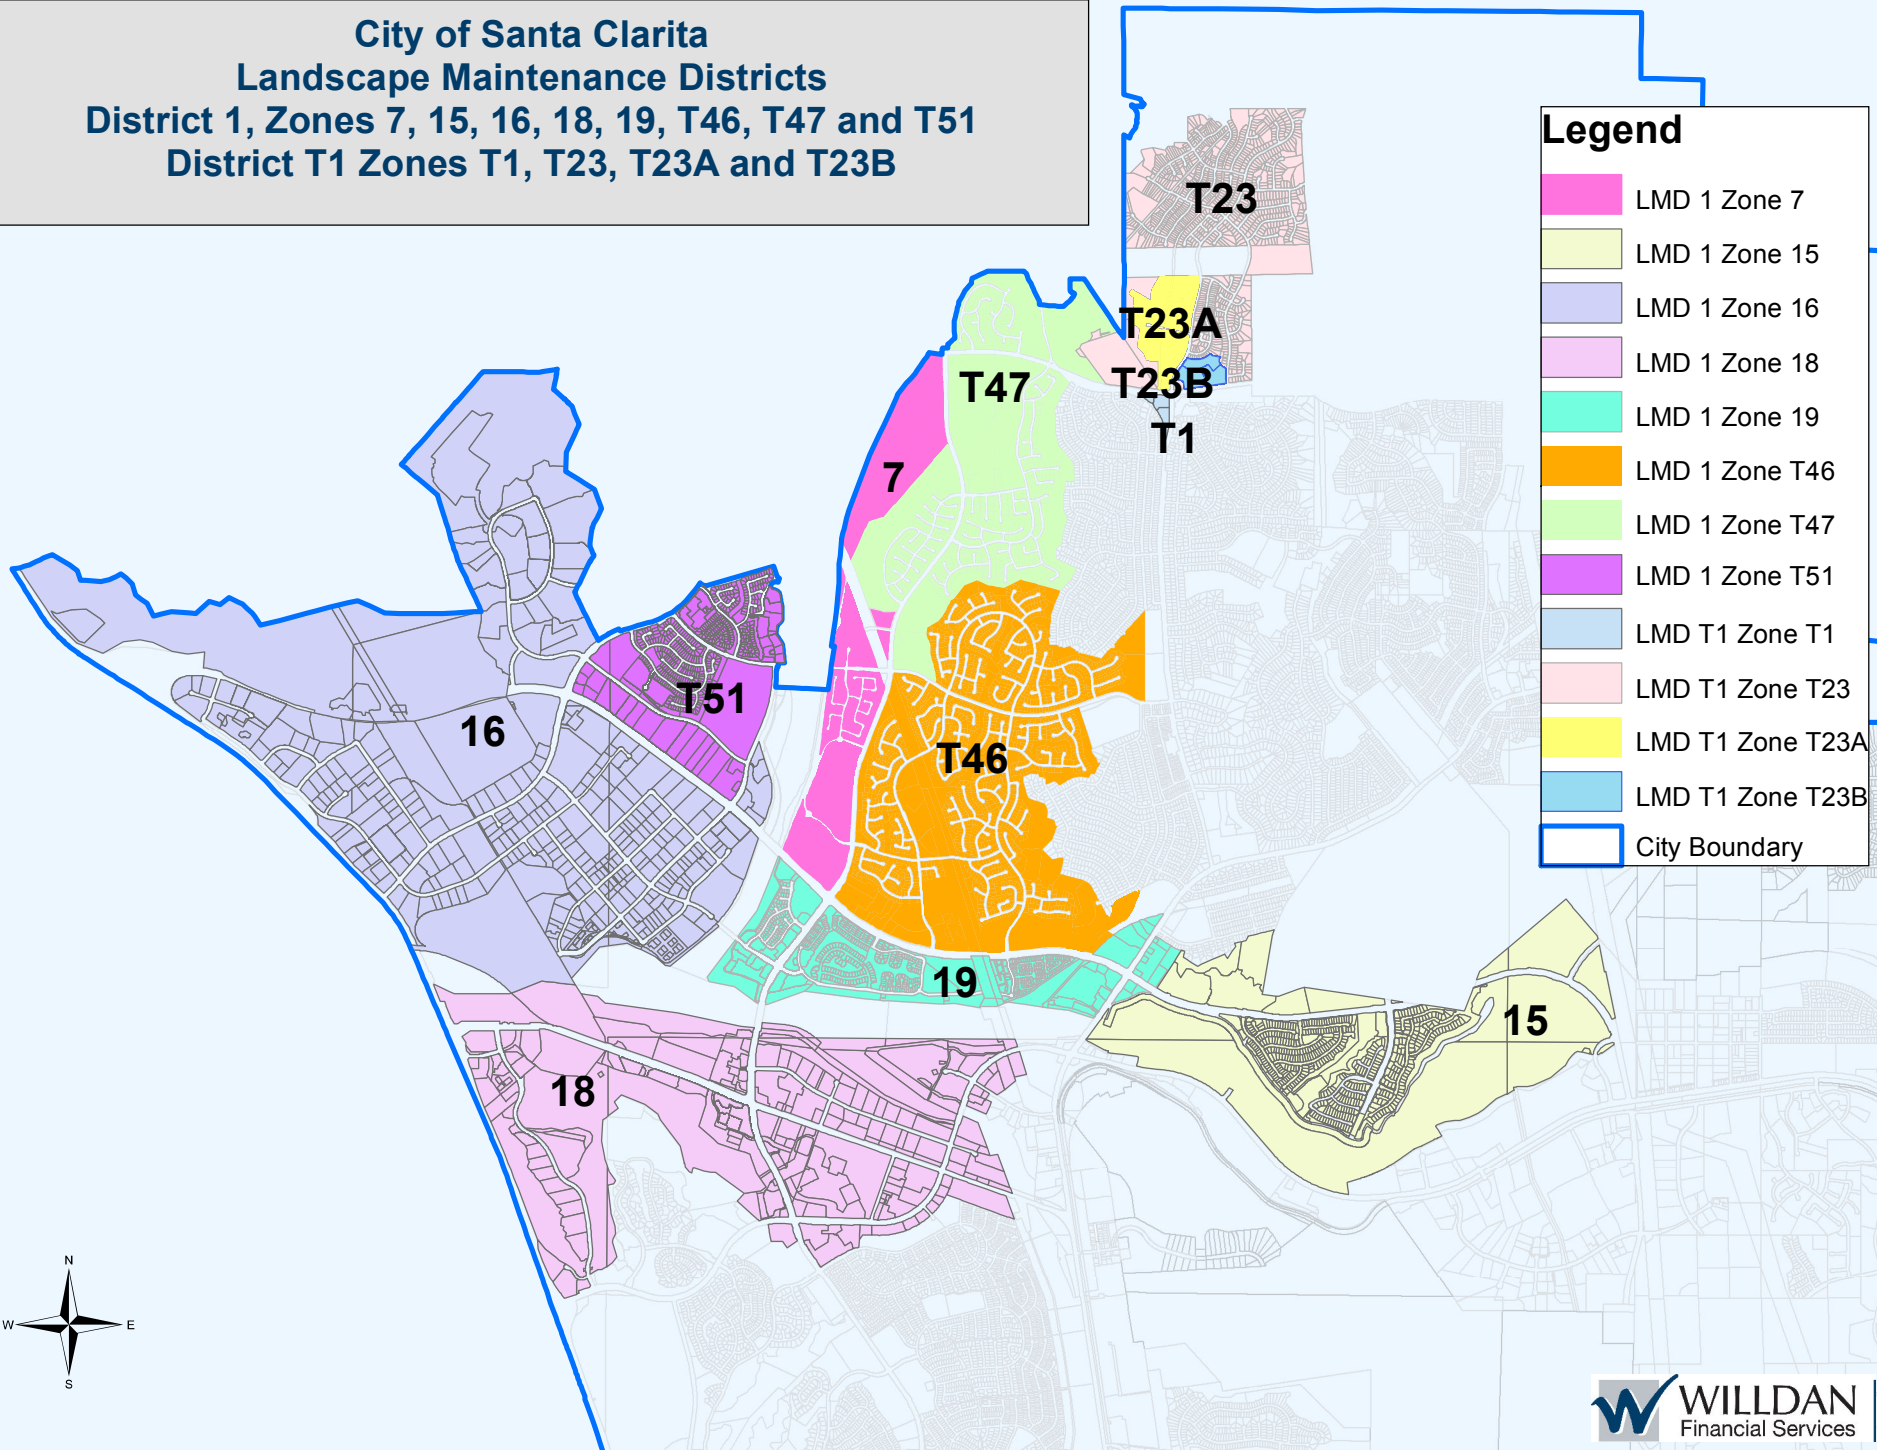 City of Santa Clarita
Landscape Maintenance Districts
District 1, Zones 7, 15, 16, 18, 19, T46, T47 and T51
District T1 Zones T1, T23, T23A and T23B
Legend
LMD 1 Zone 7
LMD 1 Zone 15
LMD 1 Zone 16
LMD 1 Zone 18
LMD 1 Zone 19
LMD 1 Zone T46
LMD 1 Zone T47
LMD 1 Zone T51
LMD T1 Zone T1
LMD T1 Zone T23
LMD T1 Zone T23A
LMD T1 Zone T23B
City Boundary
T23
T23A
T23B
T1
T47
7
T51
16
T46
19
15
18
N
W
E
S
W WILLDAN
Financial Services